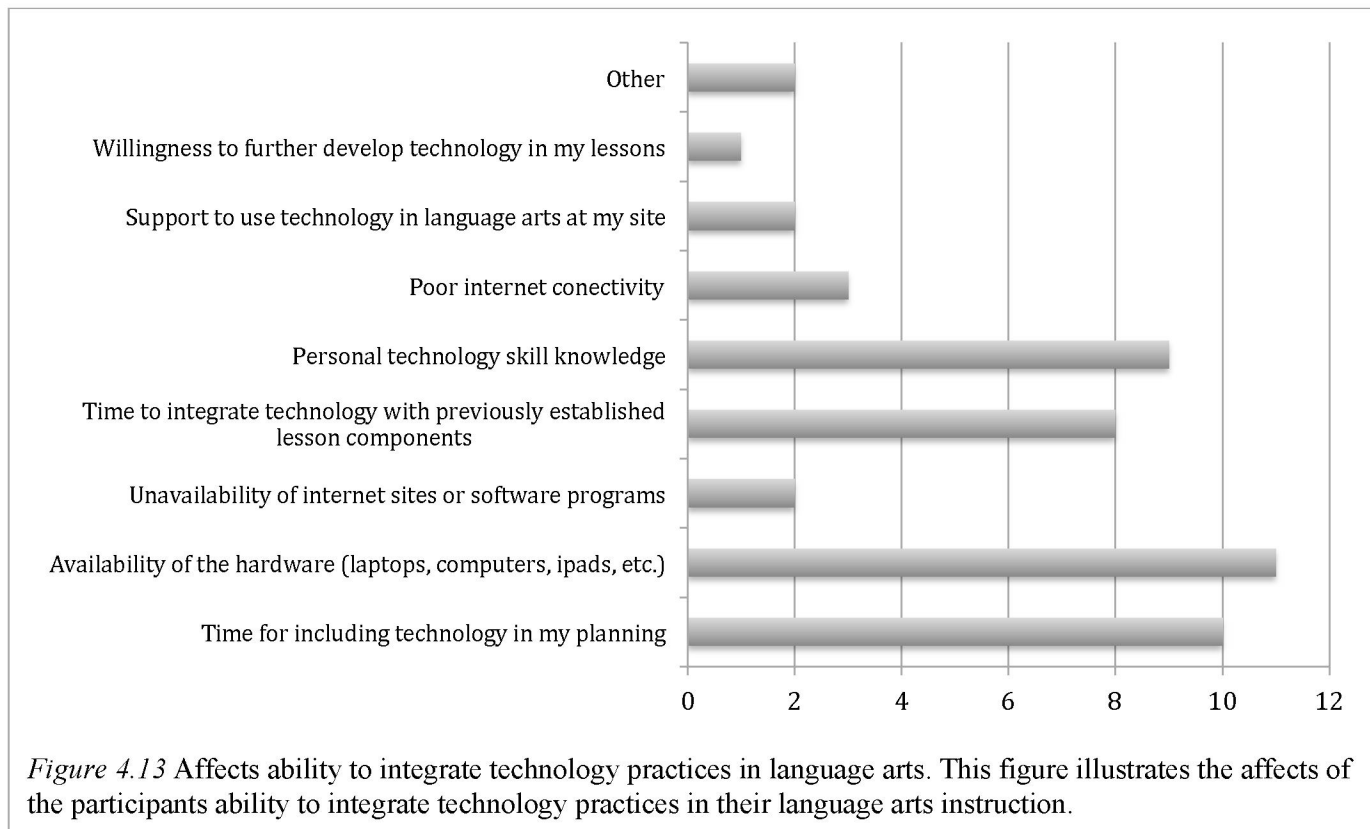 Other
Willingness to further develop technology in my lessons
Support to use technology in language arts at my site
Poor internet conectivity
Personal technology skill knowledge
Time to integrate technology with previously established
lesson components
Unavailability of internet sites or software programs
Availability of the hardware (laptops, computers, ipads, etc.)
Time for including technology in my planning
0 2 4 6 8 10 12
Figure 4.13 Affects ability to integrate technology practices in language arts. This figure illustrates the affects of
the participants ability to integrate technology practices in their language arts instruction.